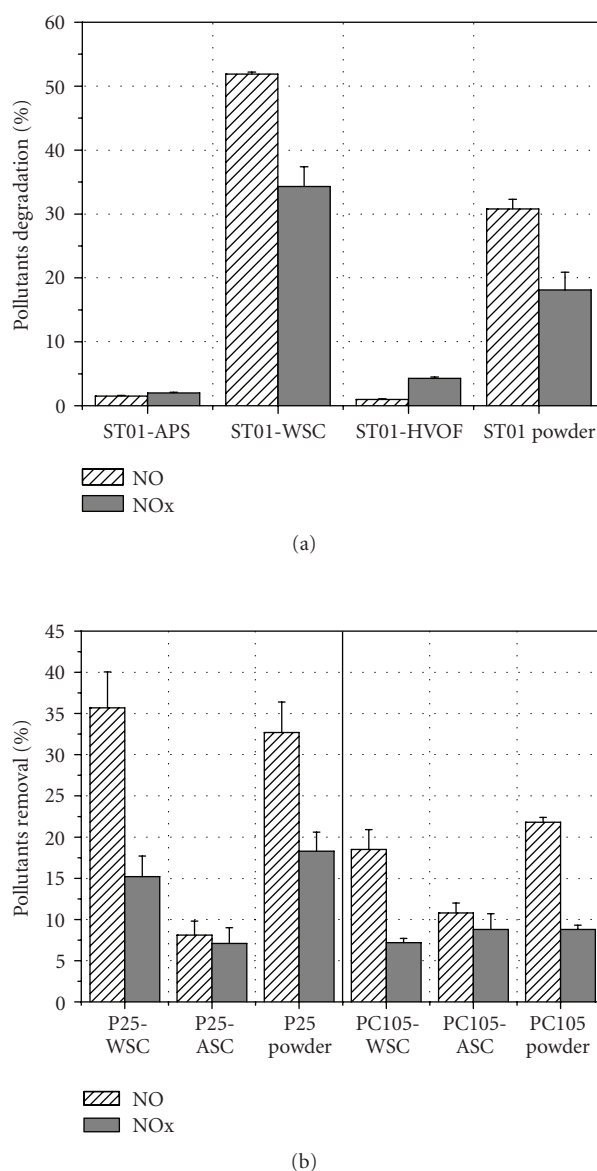 60
50
40
30
20
10
0
Pollutants degradation (%)
ST01-APS ST01-WSC ST01-HVOF ST01 powder
NO
NOx
(a)
45
40
35
30
25
20
15
10
5
0
Pollutants removal (%)
P25- P25- P25 PC105- PC105- PC105
WSC ASC powder WSC ASC powder
NO
NOx
(b)